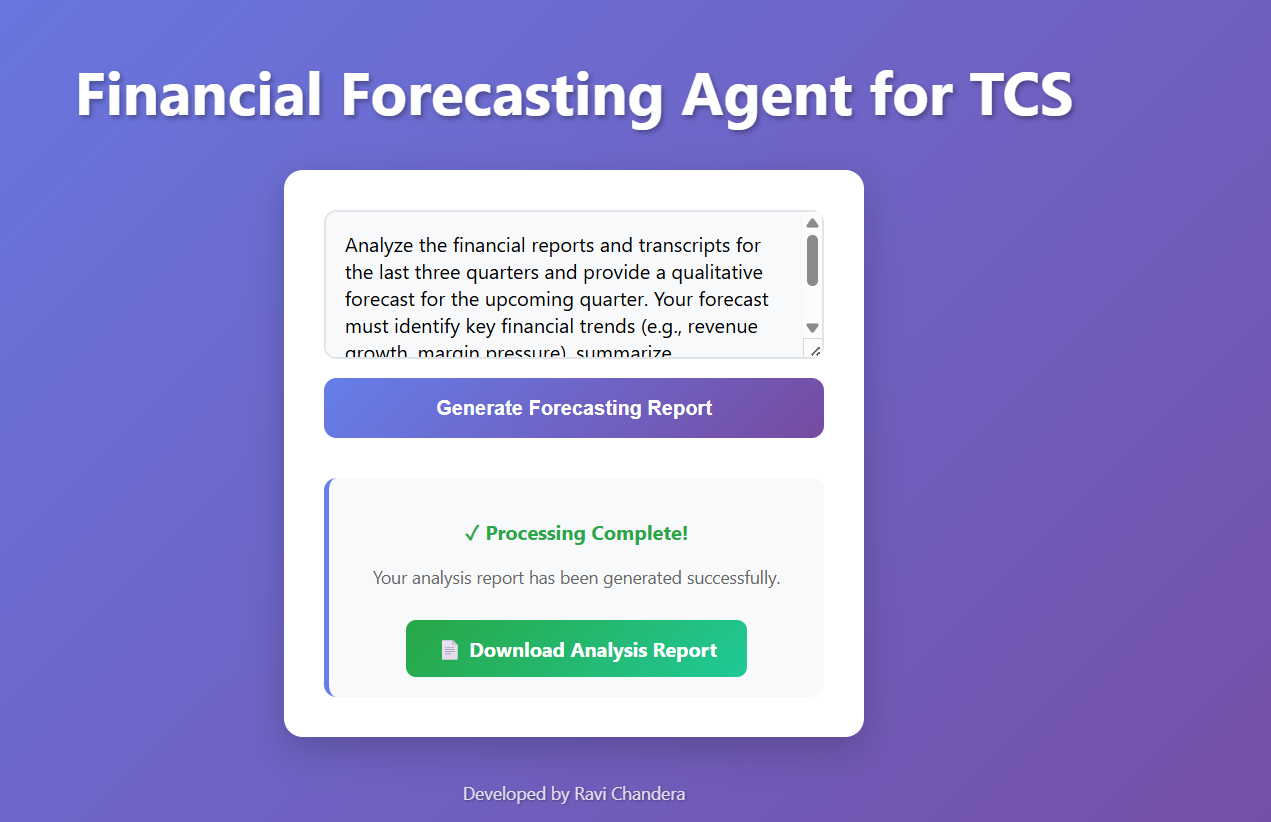 Financial Forecasting Agent for TCS
Analyze the financial reports and transcripts for
the last three quarters and provide a qualitative
forecast for the upcoming quarter. Your forecast
must identify key financial trends (e.g., revenue
growth, margin pressure), summarize
Generate Forecasting Report
✓ Processing Complete!
Your analysis report has been generated successfully.
Download Analysis Report
Developed by Ravi Chandera